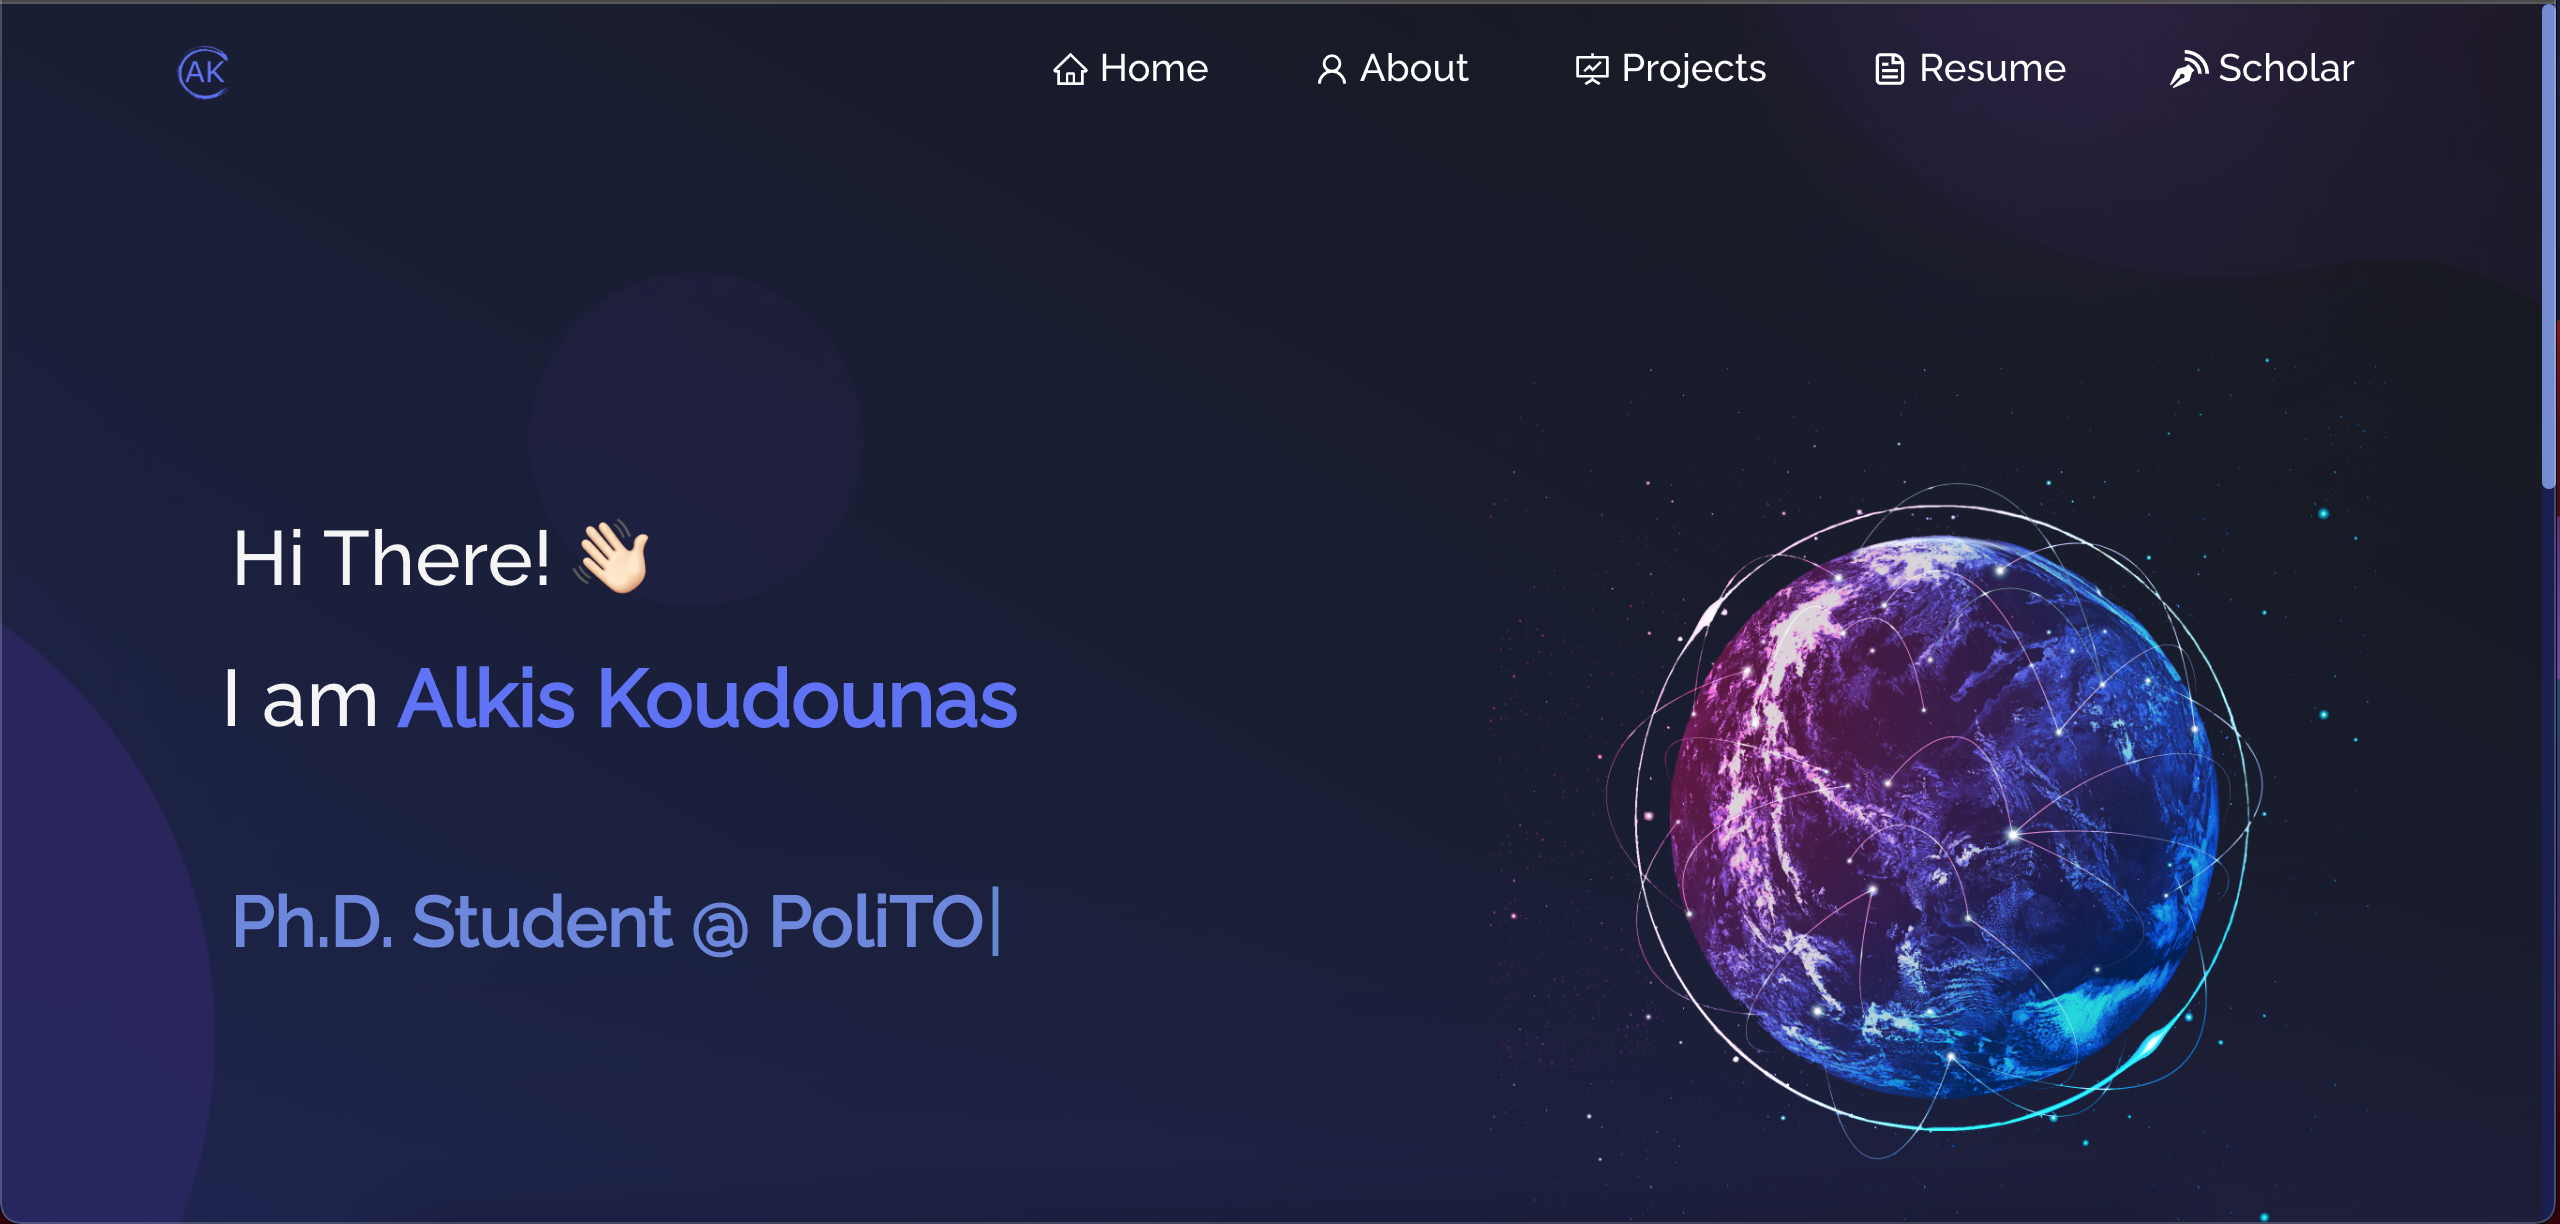 AK
Home About Projects Resume Scholar
Hi There! 👋🏻
I am Alkis Koudounas
Ph.D. Student @ PoliTO|